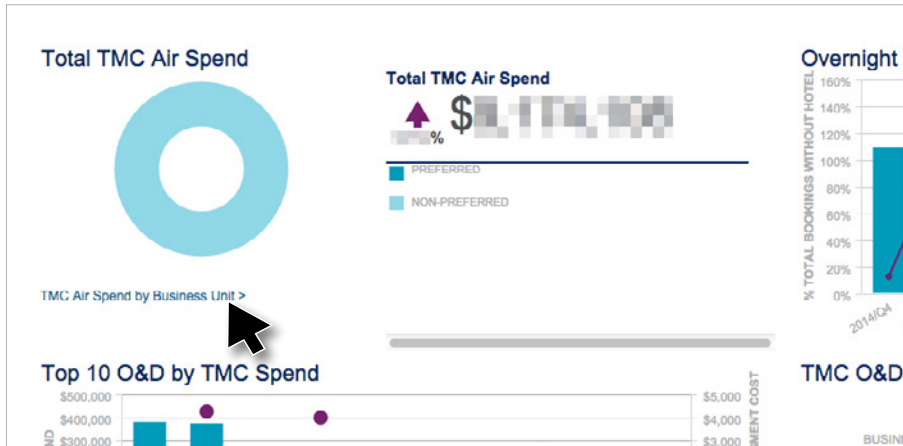 Total TMC Air Spend
Total TMC Air Spend
$
%
PREFERRED
NON-PREFERRED
TMC Air Spend by Business Unit >
Overnight
% TOTAL BOOKINGS WITHOUT HOTEL
160%
140%
120%
100%
80%
60%
40%
20%
0%
2014/Q4
Top 10 O&D by TMC Spend
$500,000
$400,000
$300,000
$5,000
$4,000
$3,000
TMC O&D